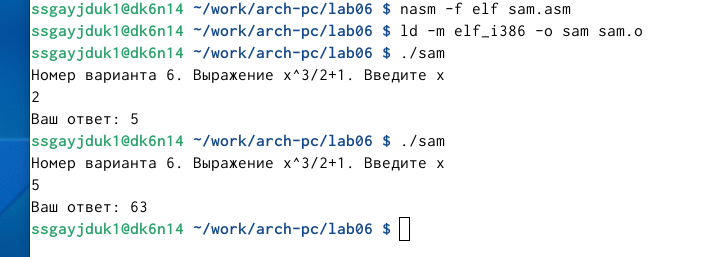 ssgayjduk1@dk6n14 ~/work/arch-pc/lab06 $ nasm -f elf sam.asm
ssgayjduk1@dk6n14 ~/work/arch-pc/lab06 $ ld -m elf_i386 -o sam sam.o
ssgayjduk1@dk6n14 ~/work/arch-pc/lab06 $ ./sam
Номер варианта 6. Выражение x^3/2+1. Введите x
2
Ваш ответ: 5
ssgayjduk1@dk6n14 ~/work/arch-pc/lab06 $ ./sam
Номер варианта 6. Выражение x^3/2+1. Введите x
5
Ваш ответ: 63
ssgayjduk1@dk6n14 ~/work/arch-pc/lab06 $